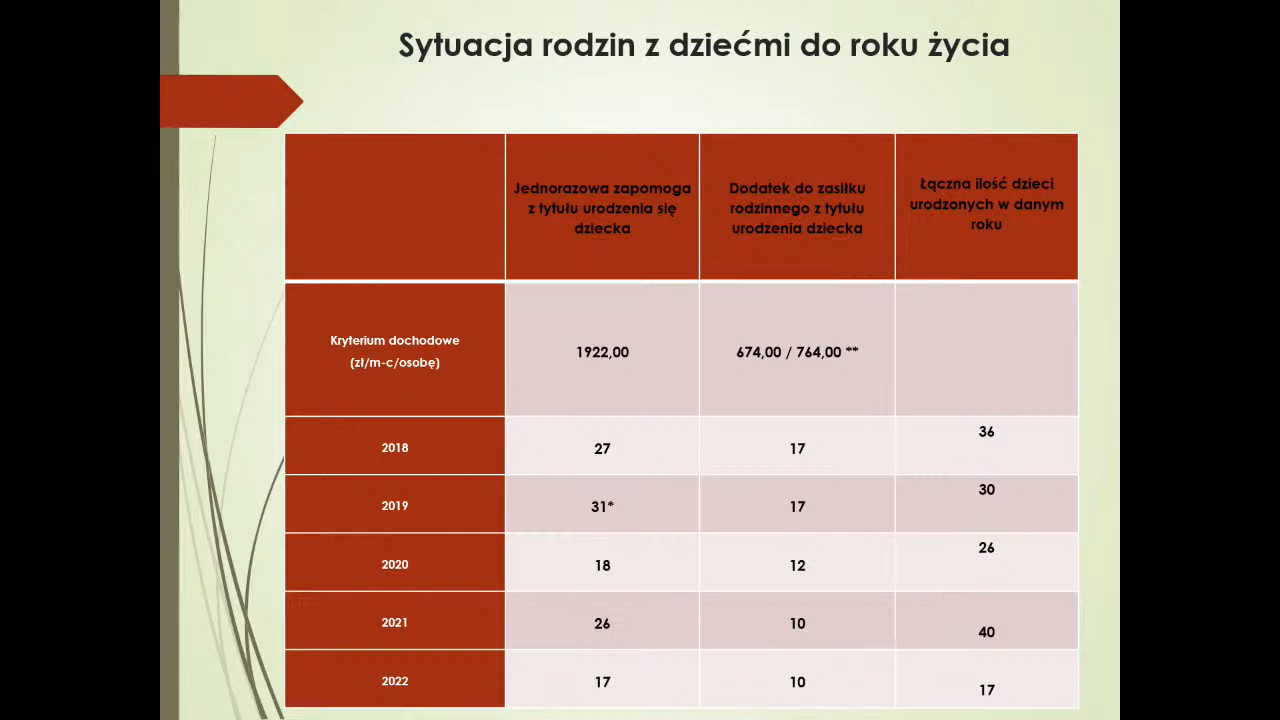 Sytuacja rodzin z dziećmi do roku życia
Jednorazowa zapomoga
z tytułu urodzenia się
dziecka
Dodatek do zasiłku
rodzinnego z tytułu
urodzenia dziecka
Łączna ilość dzieci
urodzonych w danym
roku
Kryterium dochodowe
(zł/m-c/osobę)
1922,00
674,00 / 764,00 **
2018
27
17
36
2019
31*
17
30
2020
18
12
26
2021
26
10
40
2022
17
10
17